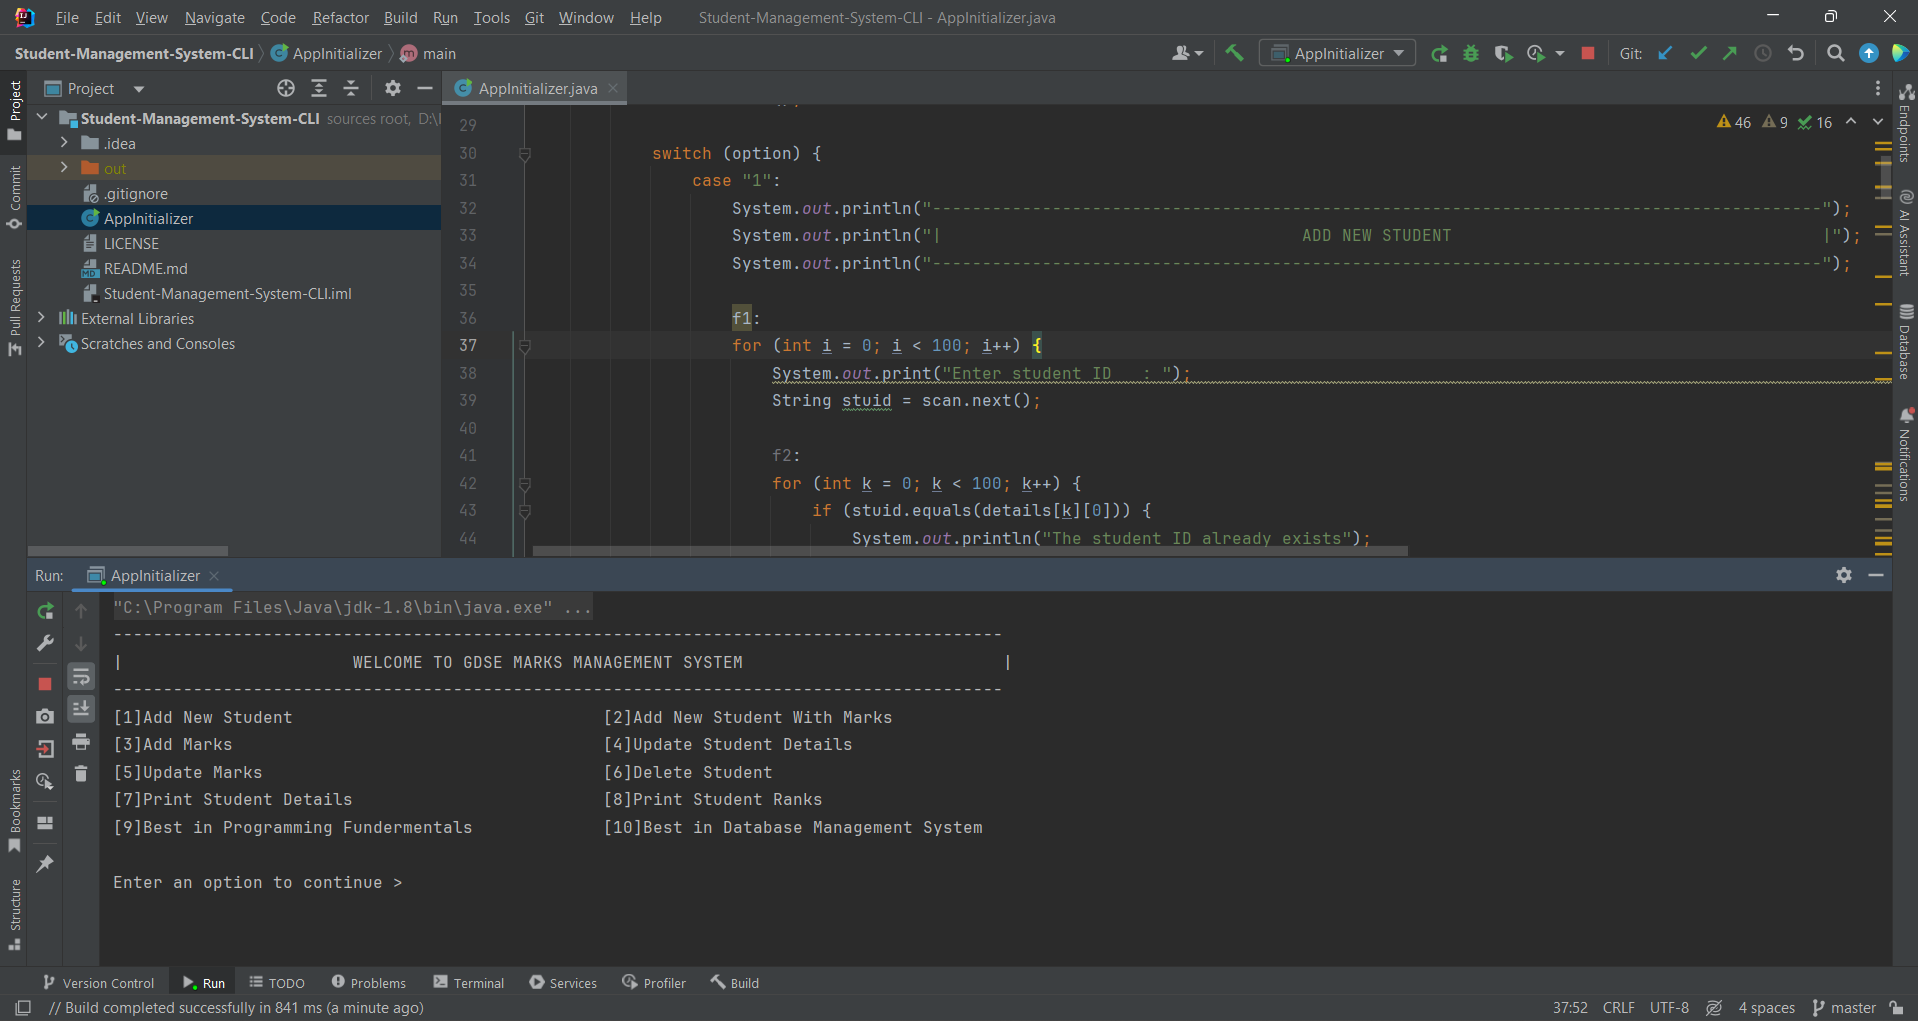 File Edit View Navigate Code Refactor Build Run Tools Git Window Help Student-Management-System-CLI - AppInitializer.java
Student-Management-System-CLI AppInitializer main AppInitializer Git:
Project AppInitializer.java
Student-Management-System-CLI sources root, D:\
.idea
out
.gitignore
AppInitializer
LICENSE
README.md
Student-Management-System-CLI.iml
External Libraries
Scratches and Consoles
Project
Commit
Pull Requests
Bookmarks
Structure
46 9 16
29
30 switch (option) {
31 case "1":
32 System.out.println("-----------------------------------------------------------------------------------------");
33 System.out.println("| ADD NEW STUDENT |");
34 System.out.println("-----------------------------------------------------------------------------------------");
35
36 f1:
37 for (int i = 0; i < 100; i++) {
38 System.out.print("Enter student ID : ");
39 String stuid = scan.next();
40
41 f2:
42 for (int k = 0; k < 100; k++) {
43 if (stuid.equals(details[k][0])) {
44 System.out.println("The student ID already exists");
Endpoints
AI Assistant
Database
Notifications
Run: AppInitializer
"C:\Program Files\Java\jdk-1.8\bin\java.exe" ...
-----------------------------------------------------------------------------------------
| WELCOME TO GDSE MARKS MANAGEMENT SYSTEM |
-----------------------------------------------------------------------------------------
[1]Add New Student [2]Add New Student With Marks
[3]Add Marks [4]Update Student Details
[5]Update Marks [6]Delete Student
[7]Print Student Details [8]Print Student Ranks
[9]Best in Programming Fundermentals [10]Best in Database Management System
Enter an option to continue >
Version Control Run TODO Problems Terminal Services Profiler Build
// Build completed successfully in 841 ms (a minute ago) 37:52 CRLF UTF-8 4 spaces master